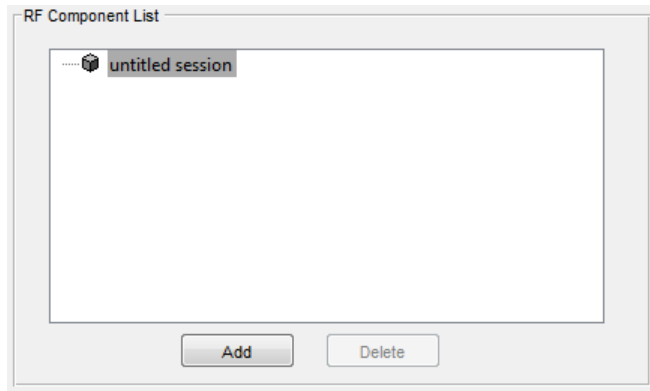 RF Component List
untitled session
Add
Delete